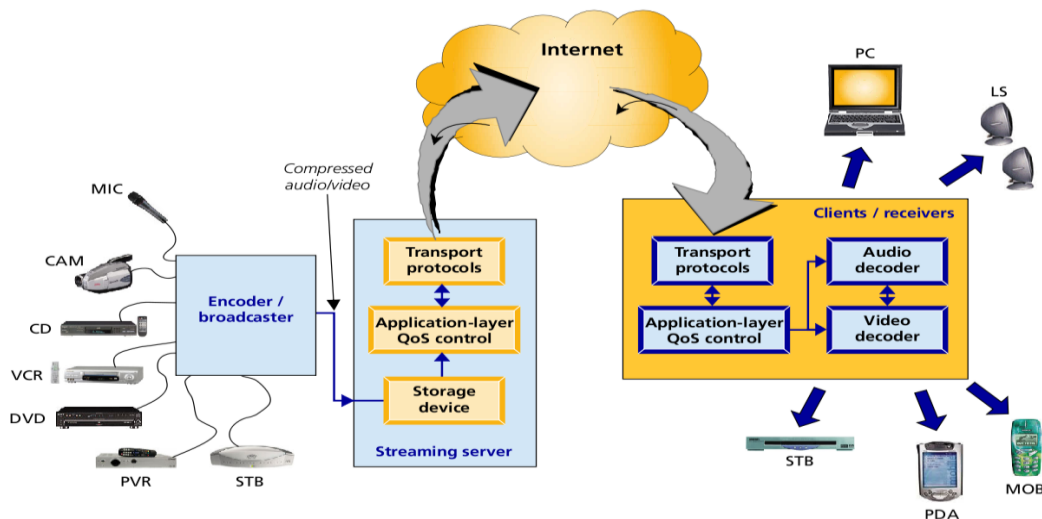 Internet
PC
LS
Compressed
audio/video
MIC
CAM
CD
VCR
DVD
PVR
STB
Encoder /
broadcaster
Transport
protocols
Application-layer
QoS control
Storage
device
Streaming server
Clients / receivers
Transport
protocols
Audio
decoder
Application-layer
QoS control
Video
decoder
STB
PDA
MOB